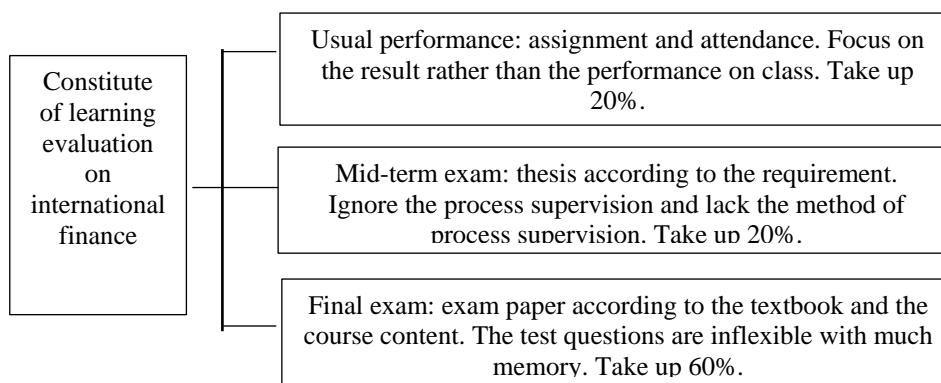 Constitute
of learning
evaluation
on
international
finance
Usual performance: assignment and attendance. Focus on
the result rather than the performance on class. Take up
20%.
Mid-term exam: thesis according to the requirement.
Ignore the process supervision and lack the method of
process supervision. Take up 20%.
Final exam: exam paper according to the textbook and the
course content. The test questions are inflexible with much
memory. Take up 60%.